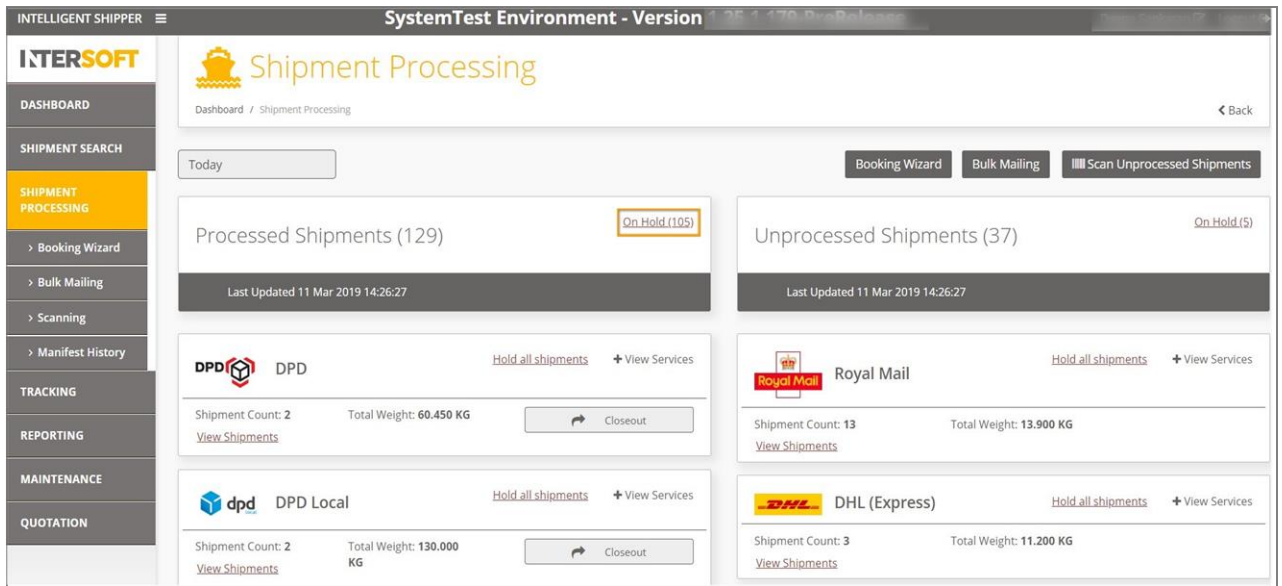 INTELLIGENT SHIPPER
SystemTest Environment - Version
INTERSOFT
DASHBOARD
SHIPMENT SEARCH
SHIPMENT
PROCESSING
> Booking Wizard
> Bulk Mailing
> Scanning
> Manifest History
TRACKING
REPORTING
MAINTENANCE
QUOTATION
Shipment Processing
Dashboard / Shipment Processing
Back
Today
Booking Wizard
Bulk Mailing
Scan Unprocessed Shipments
Processed Shipments (129)
On Hold (105)
Last Updated 11 Mar 2019 14:26:27
DPD
DPD
Hold all shipments
+ View Services
Shipment Count: 2
Total Weight: 60.450 KG
Closeout
View Shipments
dpd
local
DPD Local
Hold all shipments
+ View Services
Shipment Count: 2
Total Weight: 130.000
KG
Closeout
View Shipments
Unprocessed Shipments (37)
On Hold (5)
Last Updated 11 Mar 2019 14:26:27
Royal Mail
Royal Mail
Hold all shipments
+ View Services
Shipment Count: 13
Total Weight: 13.900 KG
View Shipments
DHL
DHL (Express)
Hold all shipments
+ View Services
Shipment Count: 3
Total Weight: 11.200 KG
View Shipments